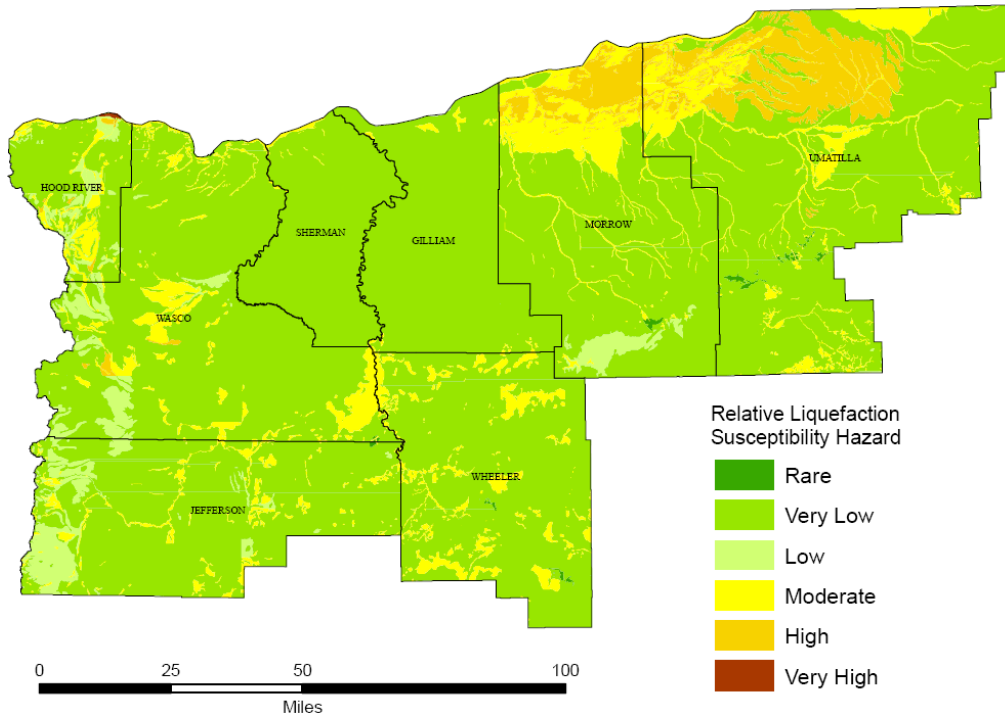 HOOD RIVER
SHERMAN
GILLIAM
MORROW
UMATILLA
WASCO
WHEELER
JEFFERSON
Relative Liquefaction
Susceptibility Hazard
Rare
Very Low
Low
Moderate
High
Very High
0 25 50 100
Miles